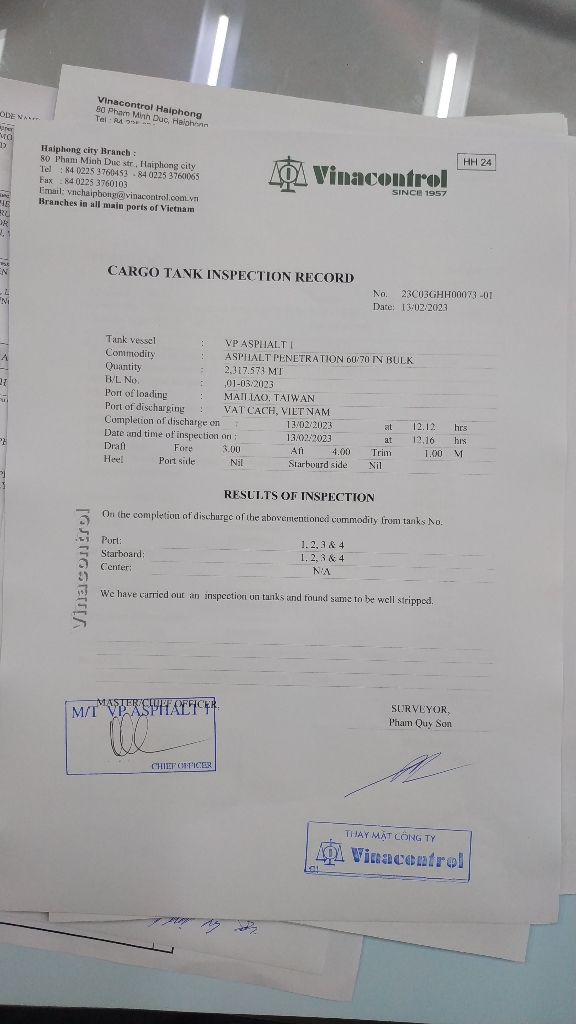 Vinacontrol Haiphong
80 Pham Minh Duc, Haiphong
Tel : 84
Haiphong city Branch :
80 Pham Minh Duc str., Haiphong city
Tel : 84 0225 3760453 - 84 0225 3760065
Fax : 84 0225 3760103
Email: vnchaiphong@vinacontrol.com.vn
Branches in all main ports of Vietnam
Vinacontrol
SINCE 1957
HH 24
CARGO TANK INSPECTION RECORD
No. 23C03GHH00073 -01
Date: 13/02/2023
Tank vessel : VP ASPHALT 1
Commodity : ASPHALT PENETRATION 60/70 IN BULK
Quantity : 2,317.573 MT
B/L No. : ,01-03/2023
Port of loading : MAILIAO, TAIWAN
Port of discharging : VAT CACH, VIET NAM
Completion of discharge on : 13/02/2023 at 12.12 hrs
Date and time of inspection on : 13/02/2023 at 12.16 hrs
Draft Fore 3.00 Aft 4.00 Trim 1.00 M
Heel Port side Nil Starboard side Nil
RESULTS OF INSPECTION
On the completion of discharge of the abovementioned commodity from tanks No.
Port: 1, 2, 3 & 4
Starboard: 1, 2, 3 & 4
Center: N/A
We have carried out an inspection on tanks and found same to be well stripped.
Vinacontrol
MASTER/CHIEF OFFICER,
M/T VP ASPHALT 1
CHIEF OFFICER
SURVEYOR,
Pham Quy Son
THAY MẶT CÔNG TY
Vinacontrol